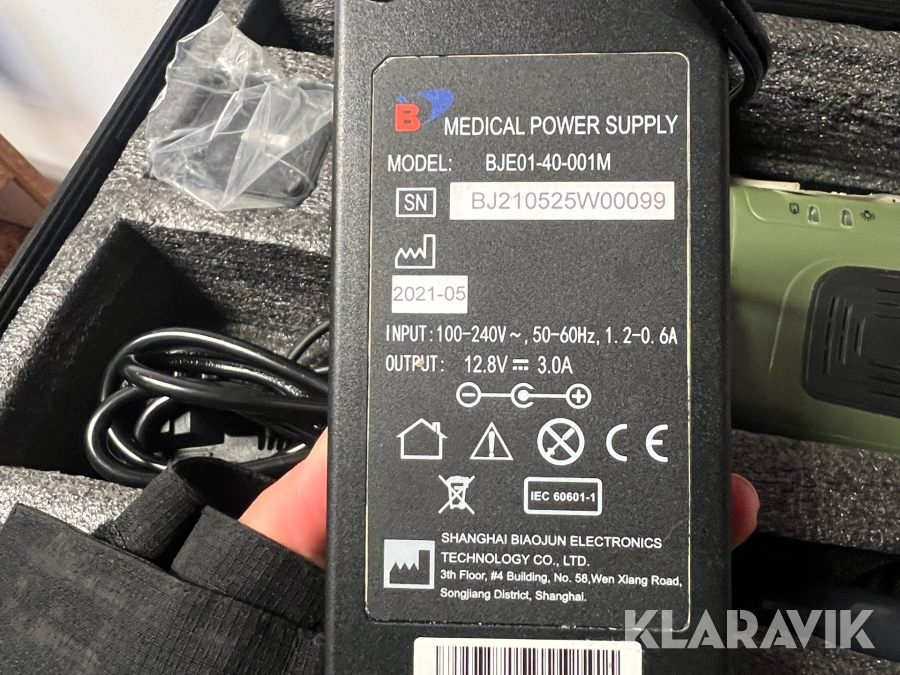 B
MEDICAL POWER SUPPLY
MODEL: BJE01-40-001M
SN BJ210525W00099
2021-05
INPUT:100-240V~, 50-60Hz, 1.2-0.6A
OUTPUT: 12.8V⎓ 3.0A
CE
IEC 60601-1
SHANGHAI BIAOJUN ELECTRONICS
TECHNOLOGY CO., LTD.
3th Floor, #4 Building, No. 58,Wen Xiang Road,
Songjiang District, Shanghai.
KLARAVIK